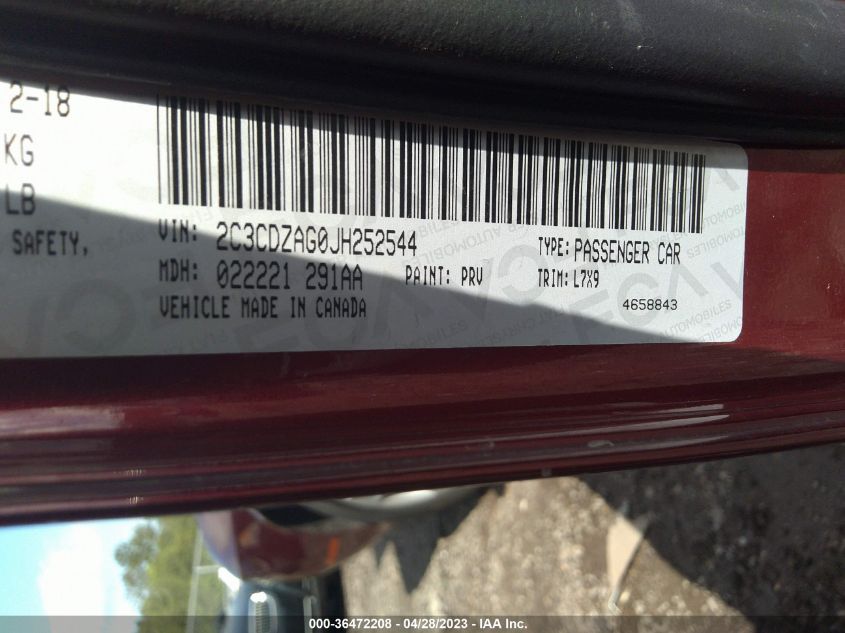 2-18
KG
LB
SAFETY,
VIN: 2C3CDZAG0JH252544
TYPE: PASSENGER CAR
MDH: 022221 291AA
PAINT: PRV
TRIM: L7X9
VEHICLE MADE IN CANADA
4658843
000-36472208 - 04/28/2023 - IAA Inc.